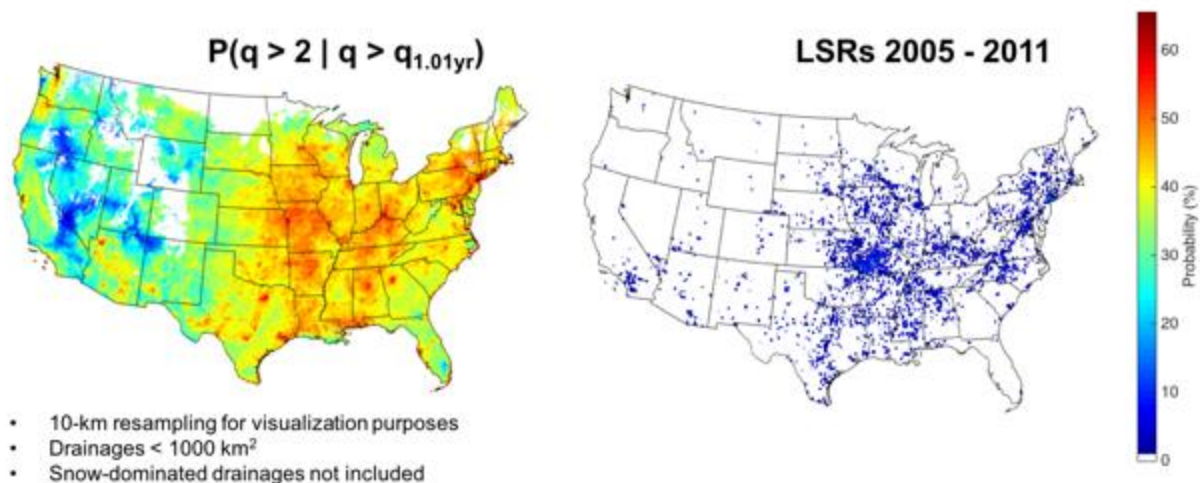 P(q > 2 | q > q1.01yr)
LSRs 2005 - 2011
60
50
40
30
20
10
0
Probability (%)
• 10-km resampling for visualization purposes
• Drainages < 1000 km²
• Snow-dominated drainages not included